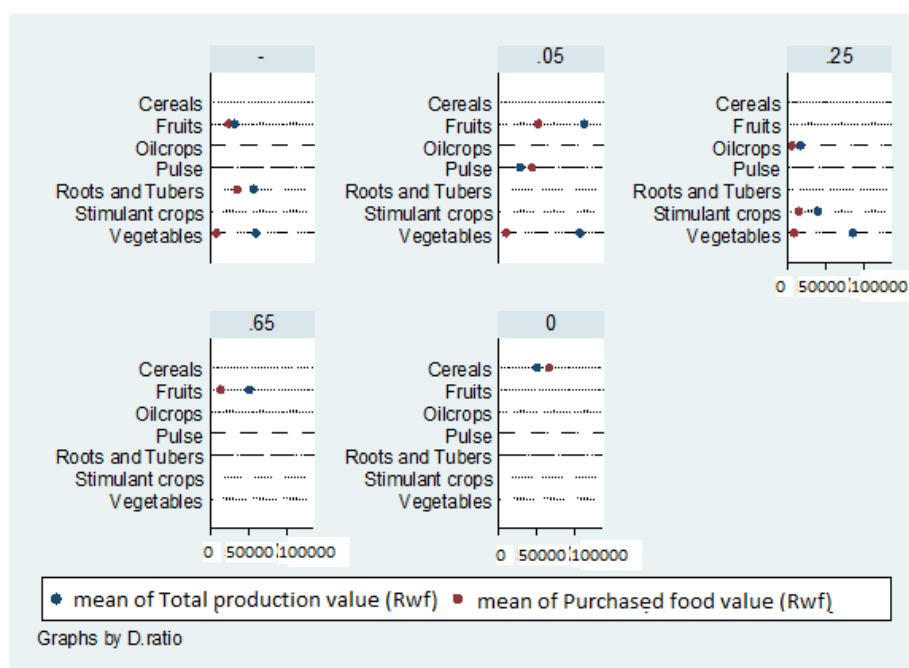 - .05 .25
Cereals Cereals Cereals
Fruits Fruits Fruits
Oilcrops Oilcrops Oilcrops
Pulse Pulse Pulse
Roots and Tubers Roots and Tubers Roots and Tubers
Stimulant crops Stimulant crops Stimulant crops
Vegetables Vegetables Vegetables
0 50000 100000
.65 0
Cereals Cereals
Fruits Fruits
Oilcrops Oilcrops
Pulse Pulse
Roots and Tubers Roots and Tubers
Stimulant crops Stimulant crops
Vegetables Vegetables
0 50000 100000 0 50000 100000
mean of Total production value (Rwf) mean of Purchased food value (Rwf)
Graphs by D.ratio